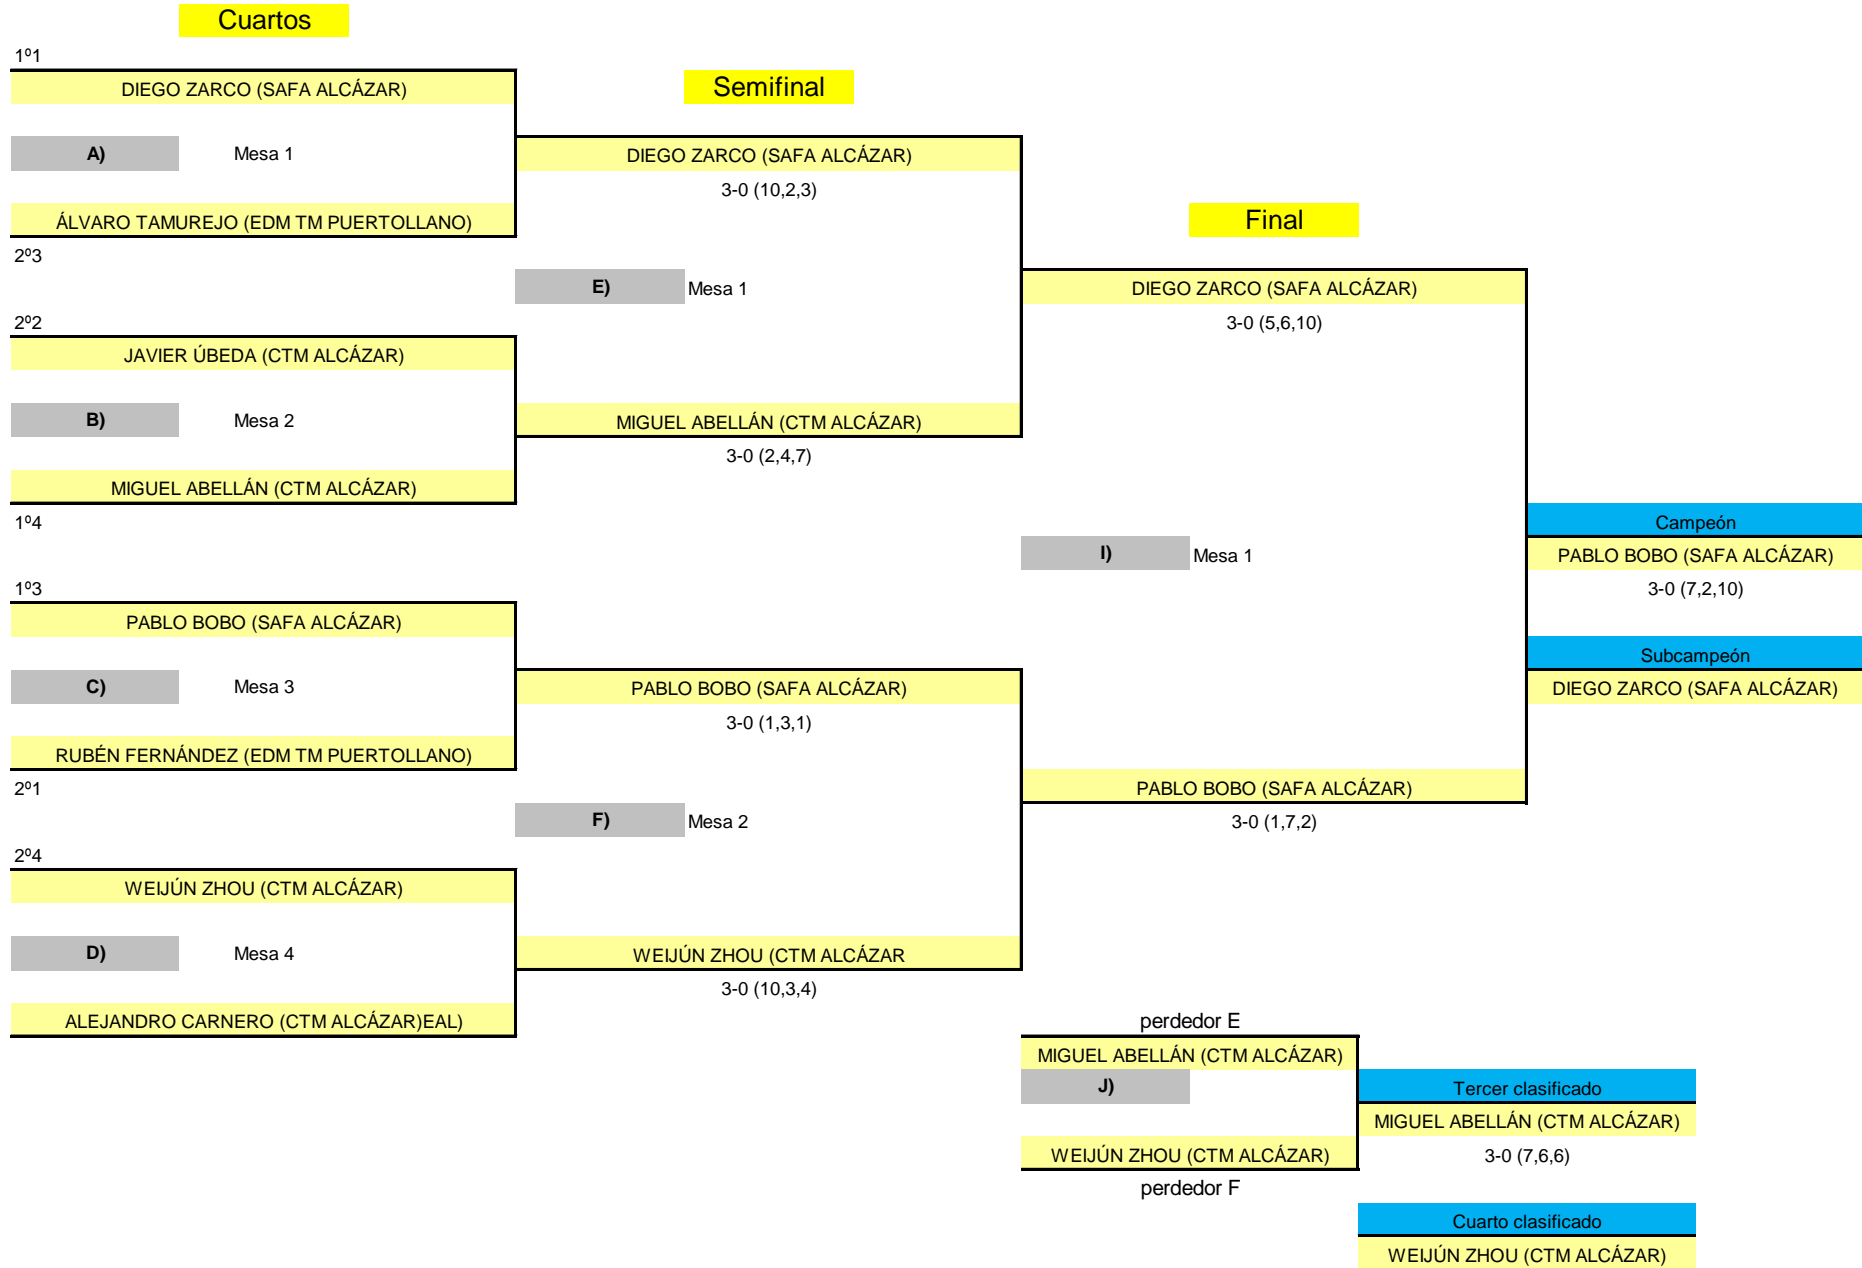 Cuartos
1º1
DIEGO ZARCO (SAFA ALCÁZAR)
Semifinal
A) Mesa 1
DIEGO ZARCO (SAFA ALCÁZAR)
3-0 (10,2,3)
ÁLVARO TAMUREJO (EDM TM PUERTOLLANO)
Final
2º3
E) Mesa 1
DIEGO ZARCO (SAFA ALCÁZAR)
2º2
3-0 (5,6,10)
JAVIER ÚBEDA (CTM ALCÁZAR)
B) Mesa 2
MIGUEL ABELLÁN (CTM ALCÁZAR)
3-0 (2,4,7)
MIGUEL ABELLÁN (CTM ALCÁZAR)
1º4
Campeón
I) Mesa 1
PABLO BOBO (SAFA ALCÁZAR)
1º3
3-0 (7,2,10)
PABLO BOBO (SAFA ALCÁZAR)
Subcampeón
C) Mesa 3
PABLO BOBO (SAFA ALCÁZAR)
DIEGO ZARCO (SAFA ALCÁZAR)
3-0 (1,3,1)
RUBÉN FERNÁNDEZ (EDM TM PUERTOLLANO)
2º1
PABLO BOBO (SAFA ALCÁZAR)
F) Mesa 2
3-0 (1,7,2)
2º4
WEIJÚN ZHOU (CTM ALCÁZAR)
D) Mesa 4
WEIJÚN ZHOU (CTM ALCÁZAR
3-0 (10,3,4)
ALEJANDRO CARNERO (CTM ALCÁZAR)EAL)
perdedor E
MIGUEL ABELLÁN (CTM ALCÁZAR)
J)
Tercer clasificado
MIGUEL ABELLÁN (CTM ALCÁZAR)
WEIJÚN ZHOU (CTM ALCÁZAR)
3-0 (7,6,6)
perdedor F
Cuarto clasificado
WEIJÚN ZHOU (CTM ALCÁZAR)